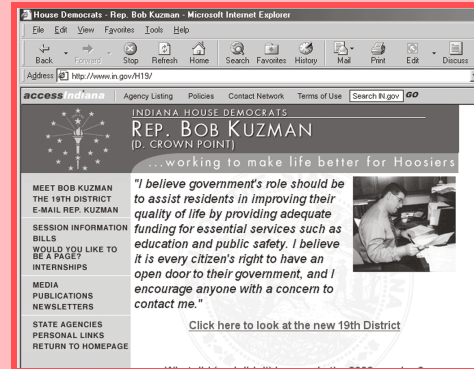 House Democrats - Rep. Bob Kuzman - Microsoft Internet Explorer
File Edit View Favorites Tools Help
Back Forward Stop Refresh Home Search Favorites History Mail Print Edit Discuss
Address http://www.in.gov/H19/
accessIndiana Agency Listing Policies Contact Network Terms of Use Search IN.gov GO
INDIANA HOUSE DEMOCRATS
REP. BOB KUZMAN
(D. CROWN POINT)
...working to make life better for Hoosiers
MEET BOB KUZMAN
THE 19TH DISTRICT
E-MAIL REP. KUZMAN
SESSION INFORMATION
BILLS
WOULD YOU LIKE TO
BE A PAGE?
INTERNSHIPS
MEDIA
PUBLICATIONS
NEWSLETTERS
STATE AGENCIES
PERSONAL LINKS
RETURN TO HOMEPAGE
"I believe government's role should be
to assist residents in improving their
quality of life by providing adequate
funding for essential services such as
education and public safety. I believe
it is every citizen's right to have an
open door to their government, and I
encourage anyone with a concern to
contact me."
Click here to look at the new 19th District